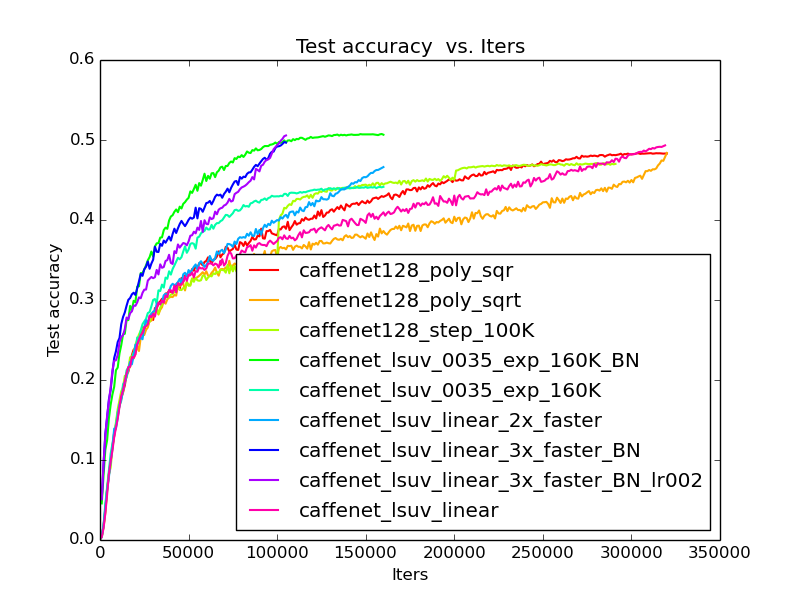 Test accuracy  vs. Iters
0.6
0.5
0.4
0.3
0.2
0.1
0.0
Test accuracy
caffenet128_poly_sqr
caffenet128_poly_sqrt
caffenet128_step_100K
caffenet_lsuv_0035_exp_160K_BN
caffenet_lsuv_0035_exp_160K
caffenet_lsuv_linear_2x_faster
caffenet_lsuv_linear_3x_faster_BN
caffenet_lsuv_linear_3x_faster_BN_lr002
caffenet_lsuv_linear
0 50000 100000 150000 200000 250000 300000 350000
Iters